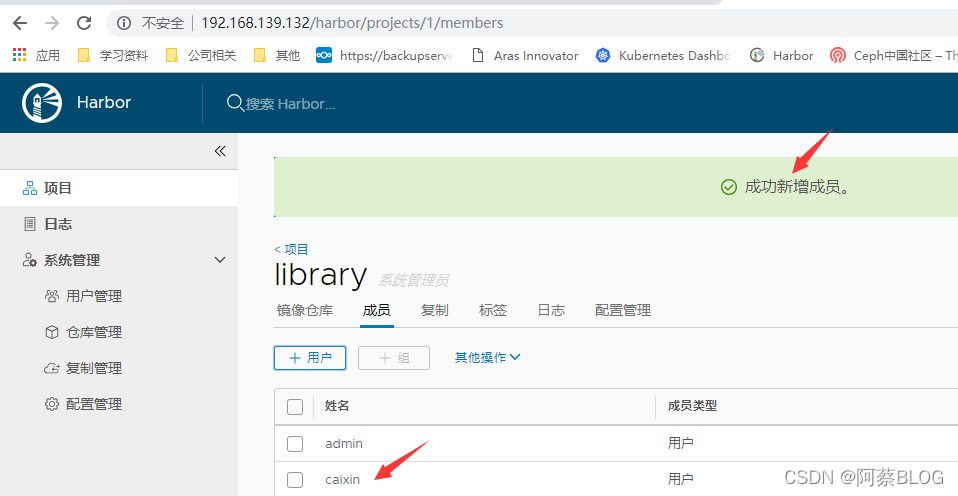 不安全 192.168.139.132/harbor/projects/1/members
应用 学习资料 公司相关 其他 https://backupserve Aras Innovator Kubernetes Dashbo Harbor Ceph中国社区 – Th
Harbor 搜索 Harbor...
成功新增成员。
项目
日志
系统管理
用户管理
仓库管理
复制管理
配置管理
< 项目
library 系统管理员
镜像仓库 成员 复制 标签 日志 配置管理
+ 用户 + 组 其他操作
姓名 成员类型
admin 用户
caixin 用户
CSDN @阿蔡BLOG